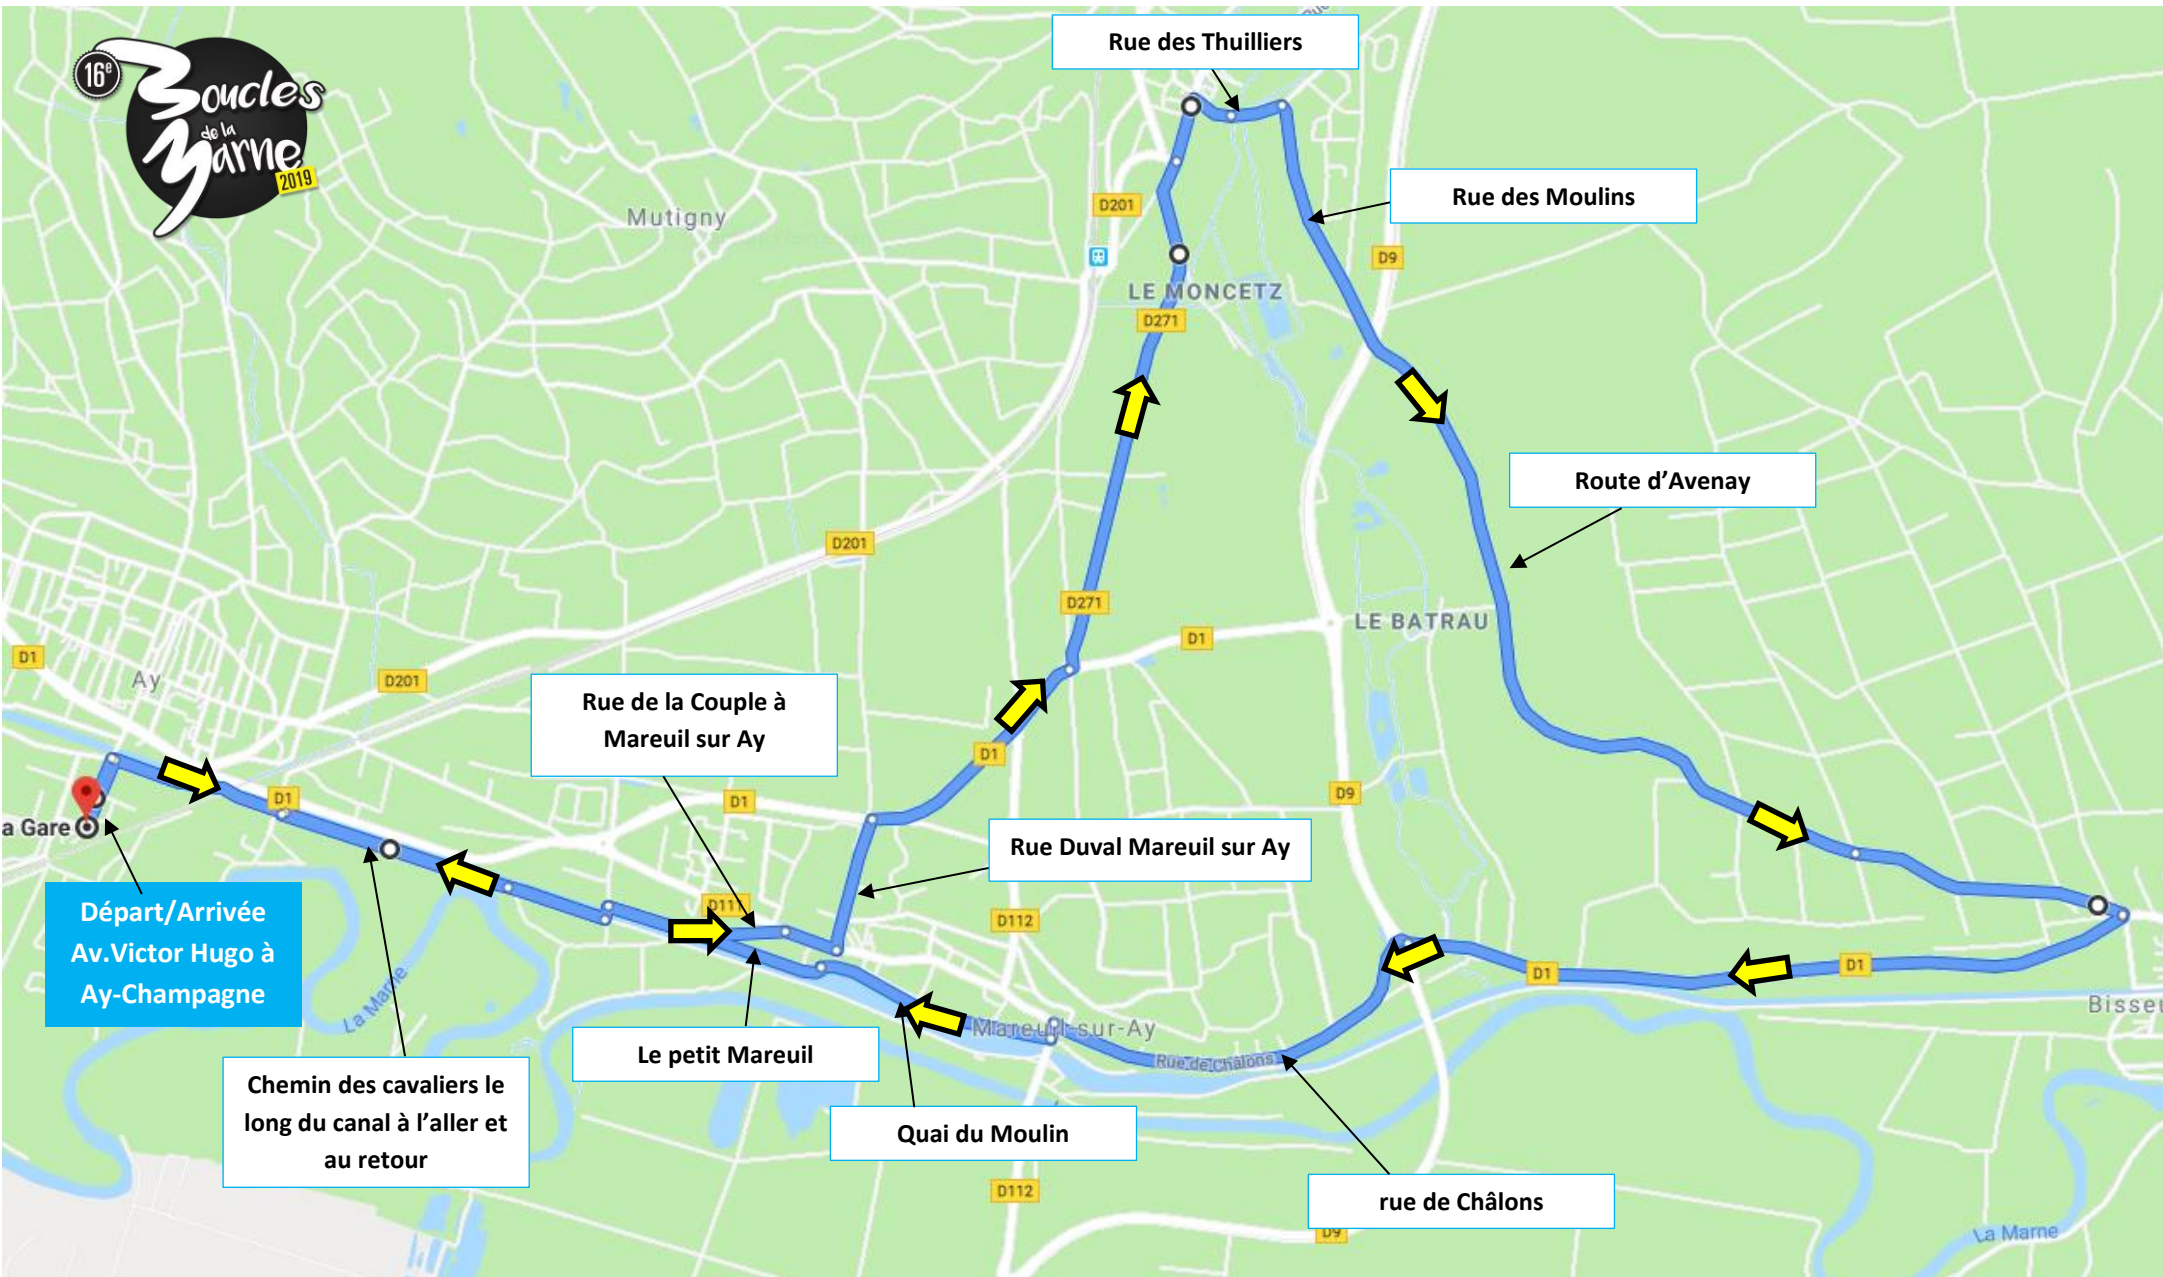 Rue des Thuilliers
16e
Boucles
de la
Marne
2019
Rue des Moulins
D201
Mutigny
D9
LE MONCETZ
D271
Route d’Avenay
D201
D271
LE BATRAU
D1
D1
Ay
D201
Rue de la Couple à
Mareuil sur Ay
D1
D1
D1
D9
a Gare
Rue Duval Mareuil sur Ay
Départ/Arrivée
Av.Victor Hugo à
Ay-Champagne
D111
D112
D1
D1
La Marne
Bisseu
Mareuil-sur-Ay
Le petit Mareuil
Rue de Châlons
Chemin des cavaliers le
long du canal à l’aller et
au retour
Quai du Moulin
D112
rue de Châlons
D9
La Marne